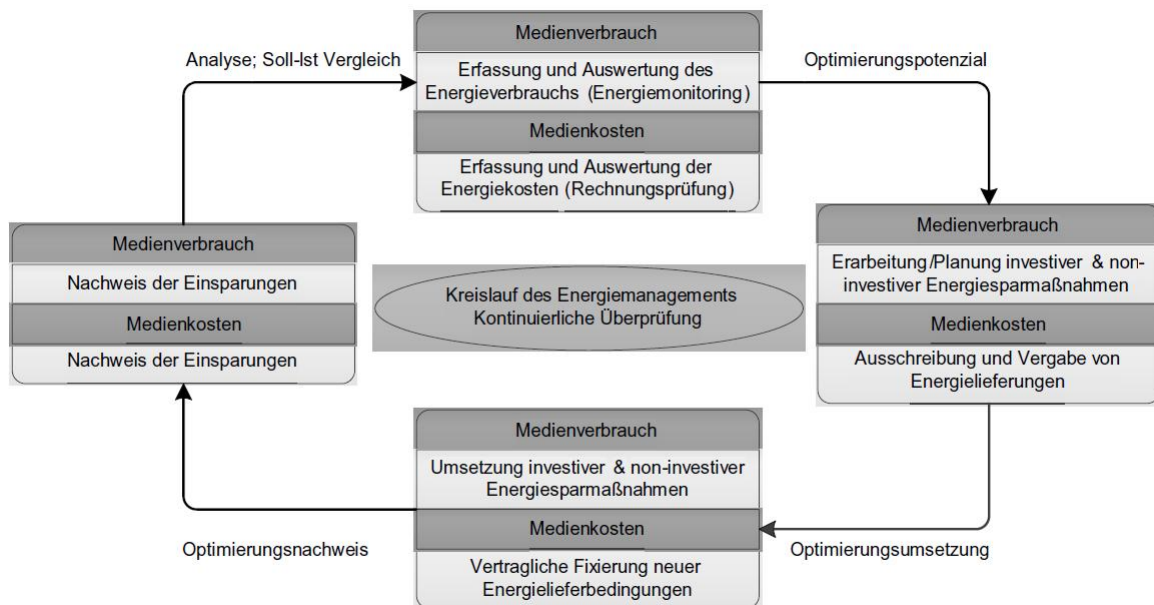 Medienverbrauch
Analyse; Soll-Ist Vergleich
Optimierungspotenzial
Erfassung und Auswertung des
Energieverbrauchs (Energiemonitoring)
Medienkosten
Erfassung und Auswertung der
Energiekosten (Rechnungsprüfung)
Medienverbrauch
Erarbeitung/Planung investiver & non-
investiver Energiesparmaßnahmen
Medienkosten
Ausschreibung und Vergabe von
Energielieferungen
Medienverbrauch
Nachweis der Einsparungen
Medienkosten
Nachweis der Einsparungen
Kreislauf des Energiemanagements
Kontinuierliche Überprüfung
Medienverbrauch
Umsetzung investiver & non-investiver
Energiesparmaßnahmen
Medienkosten
Vertragliche Fixierung neuer
Energielieferbedingungen
Optimierungsnachweis
Optimierungsumsetzung